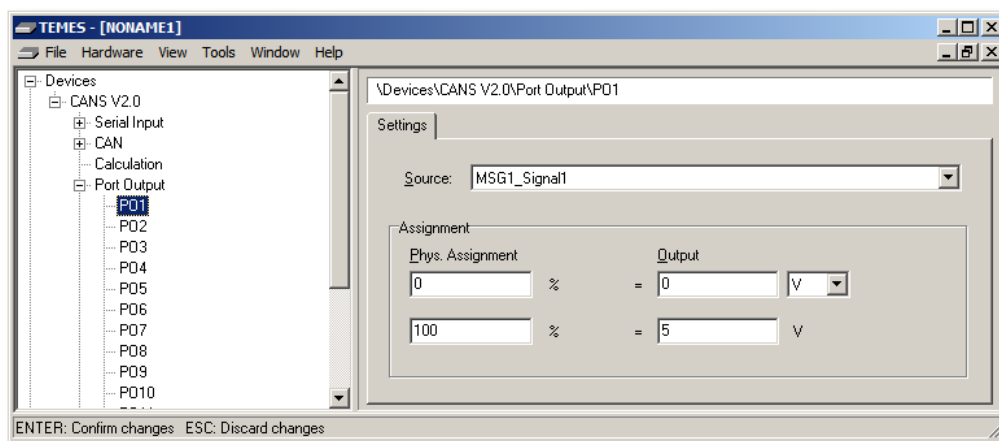 TEMES - [NONAME1]
File Hardware View Tools Window Help
Devices
CANS V2.0
Serial Input
CAN
Calculation
Port Output
PO1
PO2
PO3
PO4
PO5
PO6
PO7
PO8
PO9
PO10
\Devices\CANS V2.0\Port Output\PO1
Settings
Source: MSG1_Signal1
Assignment
Phys. Assignment Output
0 % = 0 V
100 % = 5 V
ENTER: Confirm changes ESC: Discard changes